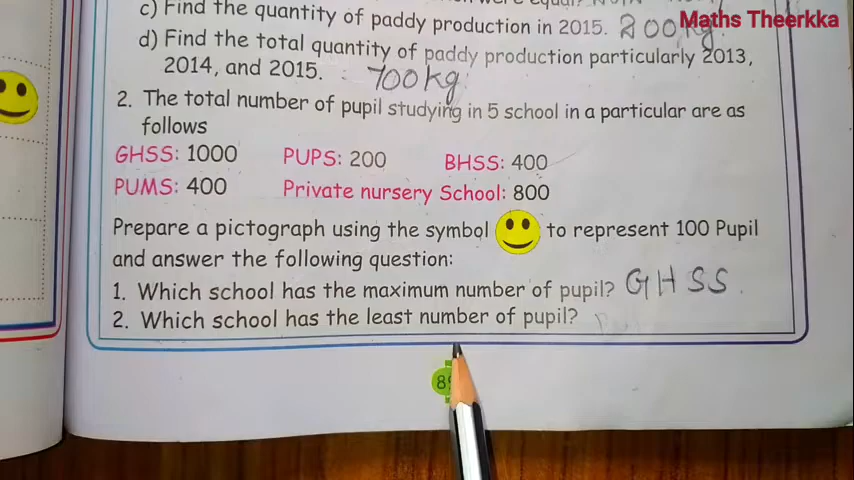 Maths Theerkka
c) Find the quantity of paddy production in 2015. 200 kg
d) Find the total quantity of paddy production particularly 2013,
2014, and 2015. 700 kg
2. The total number of pupil studying in 5 school in a particular are as
follows
GHSS: 1000 PUPS: 200 BHSS: 400
PUMS: 400 Private nursery School: 800
Prepare a pictograph using the symbol to represent 100 Pupil
and answer the following question:
1. Which school has the maximum number of pupil? GHSS
2. Which school has the least number of pupil?